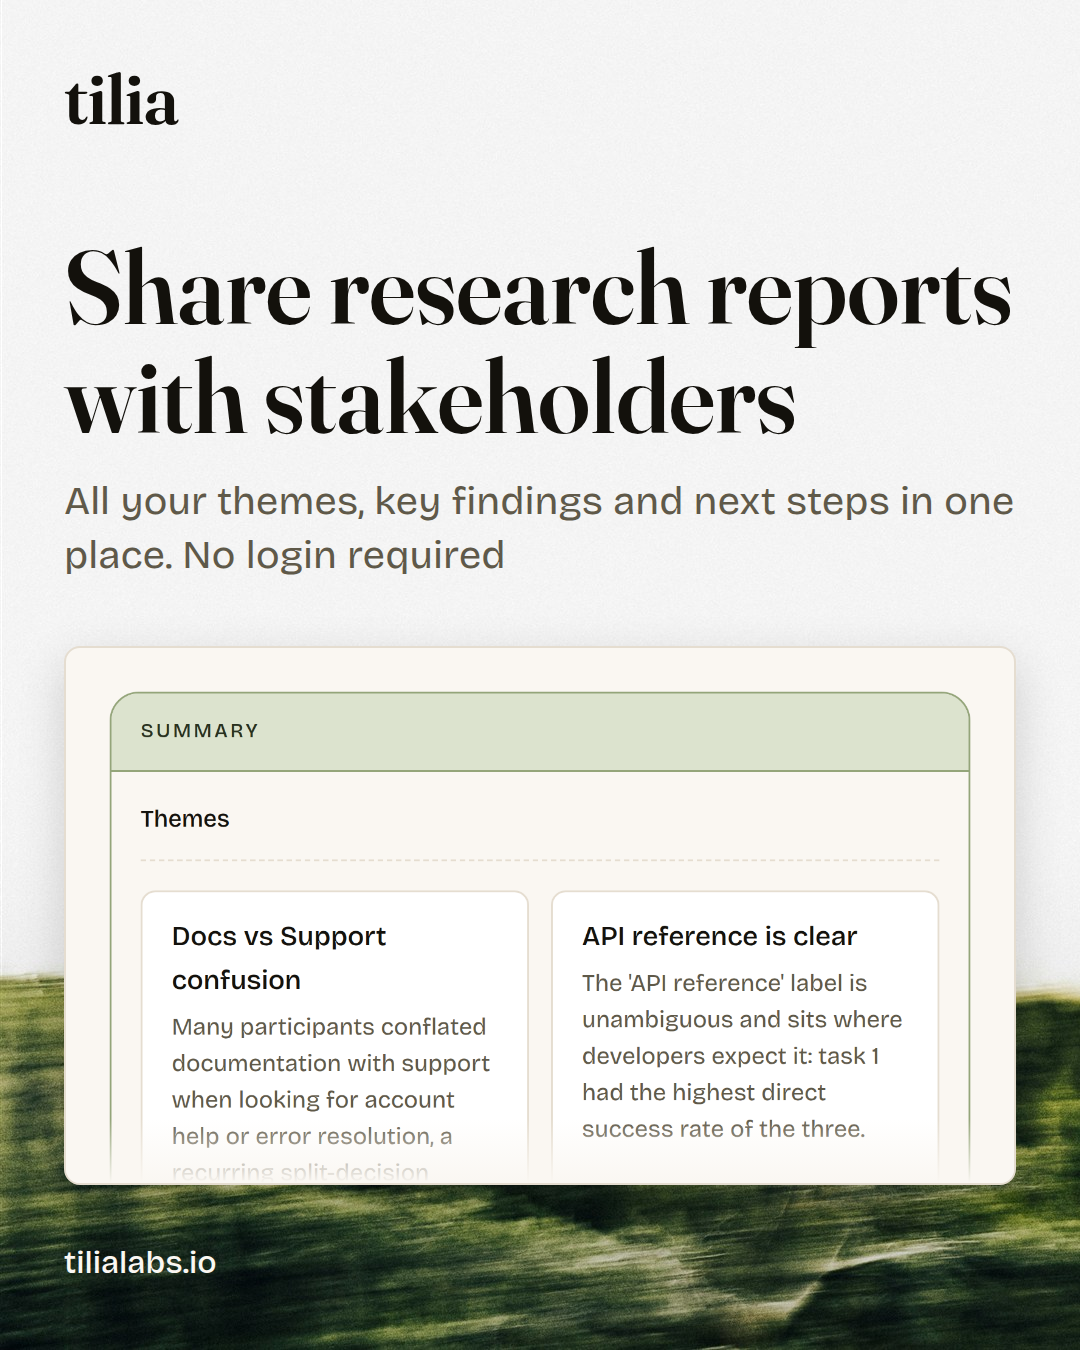 tilia
Share research reports
with stakeholders
All your themes, key findings and next steps in one
place. No login required
SUMMARY
Themes
Docs vs Support
confusion
Many participants conflated
documentation with support
when looking for account
help or error resolution, a
recurring split-decision
API reference is clear
The 'API reference' label is
unambiguous and sits where
developers expect it: task 1
had the highest direct
success rate of the three.
tilialabs.io